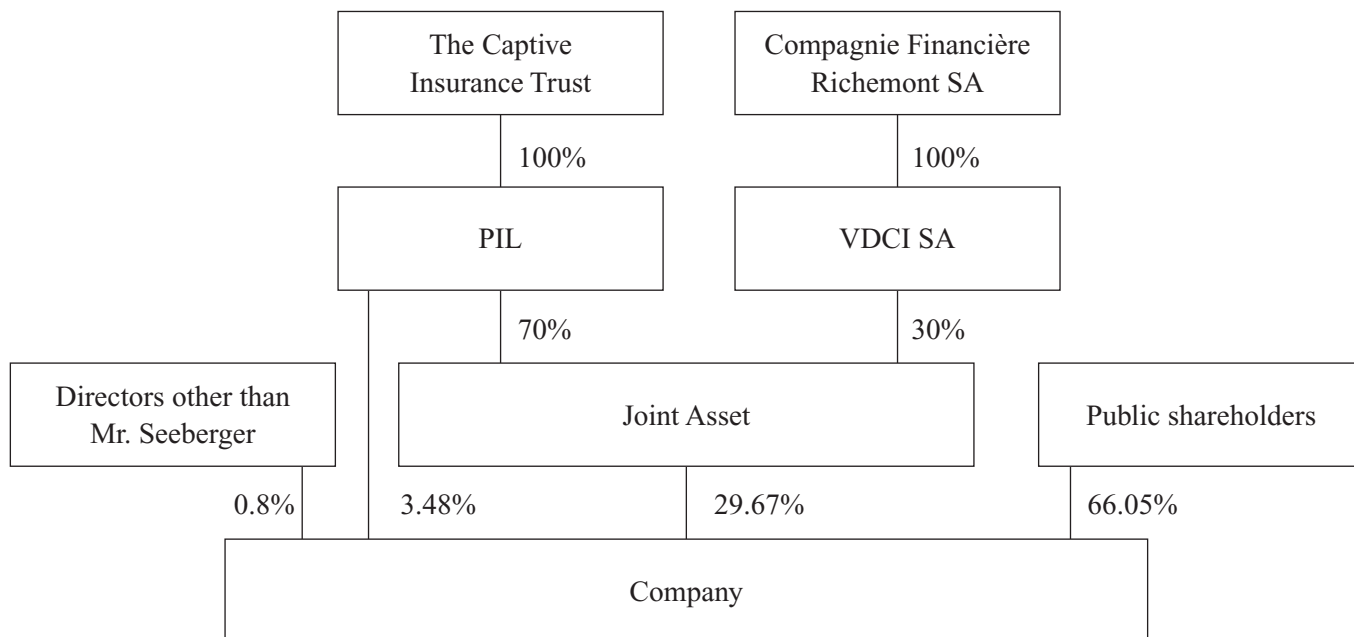 The Captive
Insurance Trust
Compagnie Financière
Richemont SA
100%
100%
PIL
VDCI SA
70%
30%
Directors other than
Mr. Seeberger
Joint Asset
Public shareholders
0.8%
3.48%
29.67%
66.05%
Company